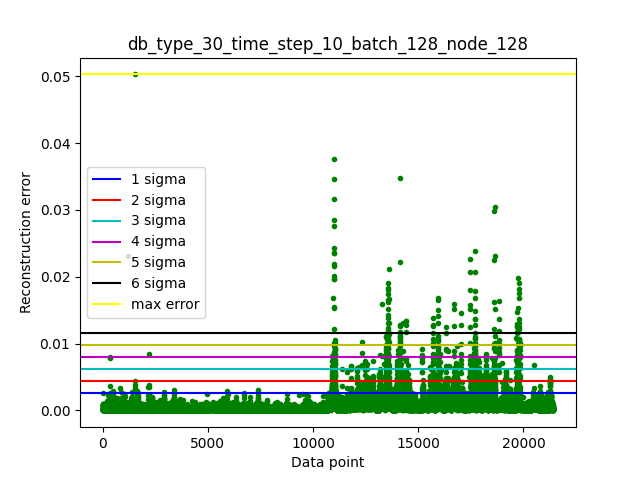 db_type_30_time_step_10_batch_128_node_128
0.05
0.04
0.03
0.02
0.01
0.00
Reconstruction error
1 sigma
2 sigma
3 sigma
4 sigma
5 sigma
6 sigma
max error
0
5000
10000
15000
20000
Data point